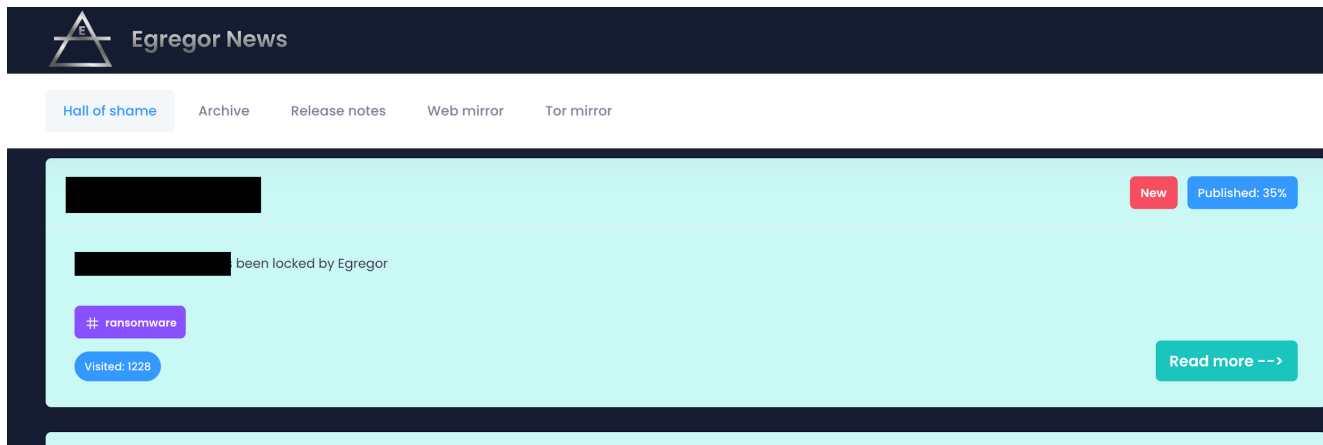 E
Egregor News
Hall of shame Archive Release notes Web mirror Tor mirror
New Published: 35%
been locked by Egregor
# ransomware
Visited: 1228
Read more -->